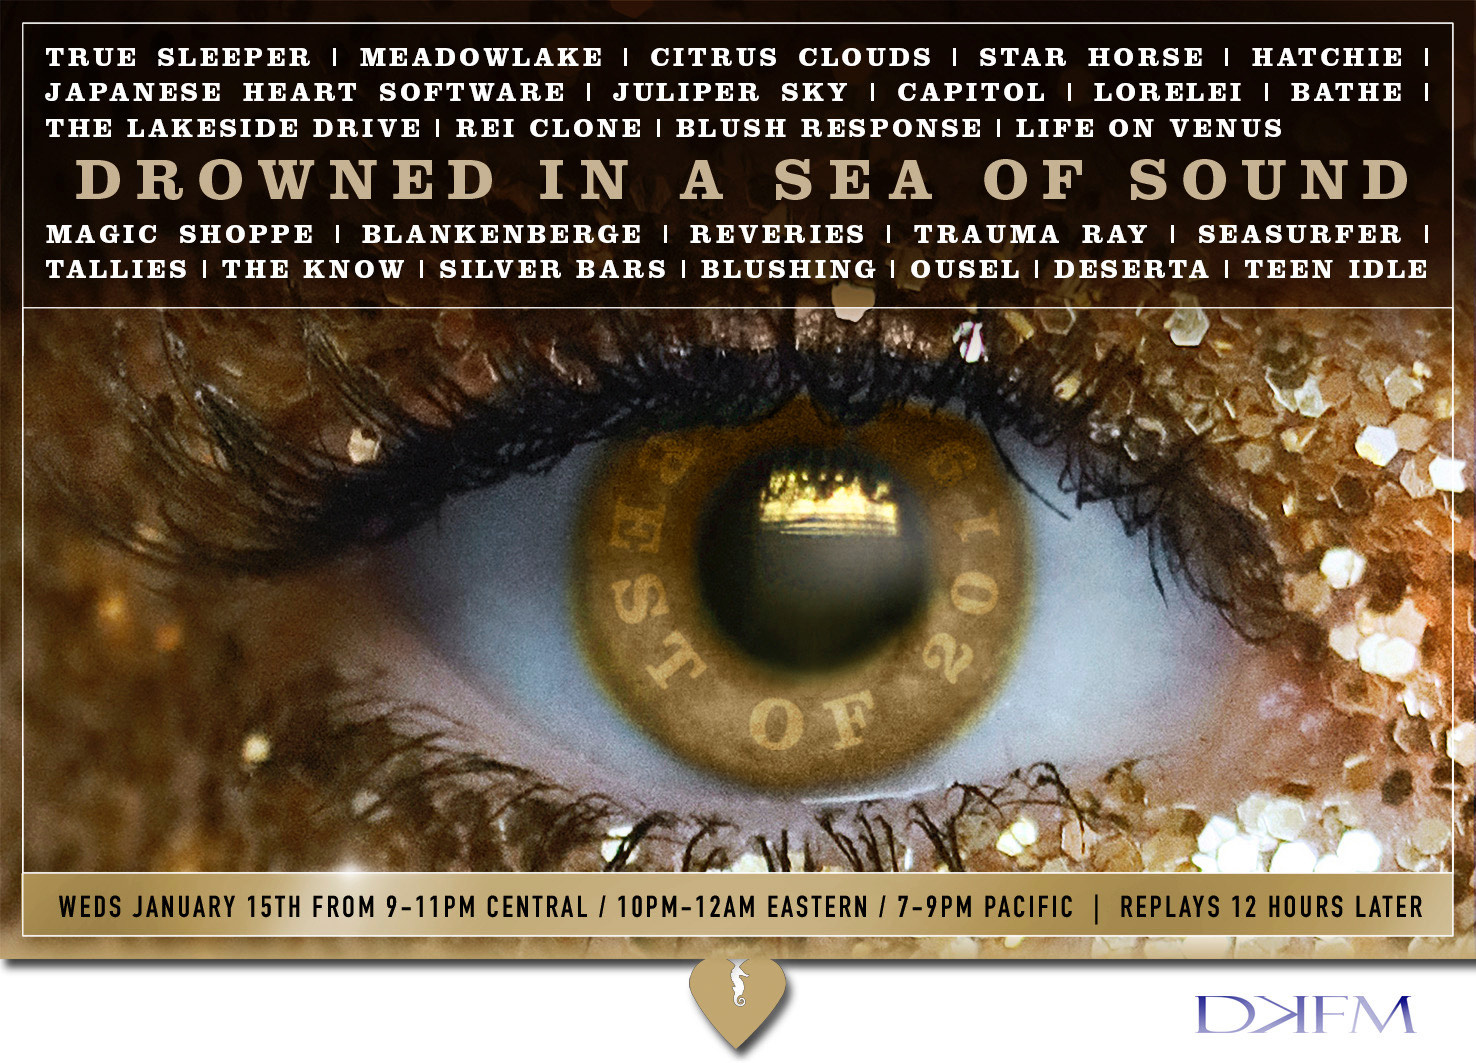 TRUE SLEEPER | MEADOWLAKE | CITRUS CLOUDS | STAR HORSE | HATCHIE |
JAPANESE HEART SOFTWARE | JULIPER SKY | CAPITOL | LORELEI | BATHE |
THE LAKESIDE DRIVE | REI CLONE | BLUSH RESPONSE | LIFE ON VENUS
DROWNED IN A SEA OF SOUND
MAGIC SHOPPE | BLANKENBERGE | REVERIES | TRAUMA RAY | SEASURFER |
TALLIES | THE KNOW | SILVER BARS | BLUSHING | OUSEL | DESERTA | TEEN IDLE
BEST OF 2019
WEDS JANUARY 15TH FROM 9-11PM CENTRAL / 10PM-12AM EASTERN / 7-9PM PACIFIC | REPLAYS 12 HOURS LATER
DKFM